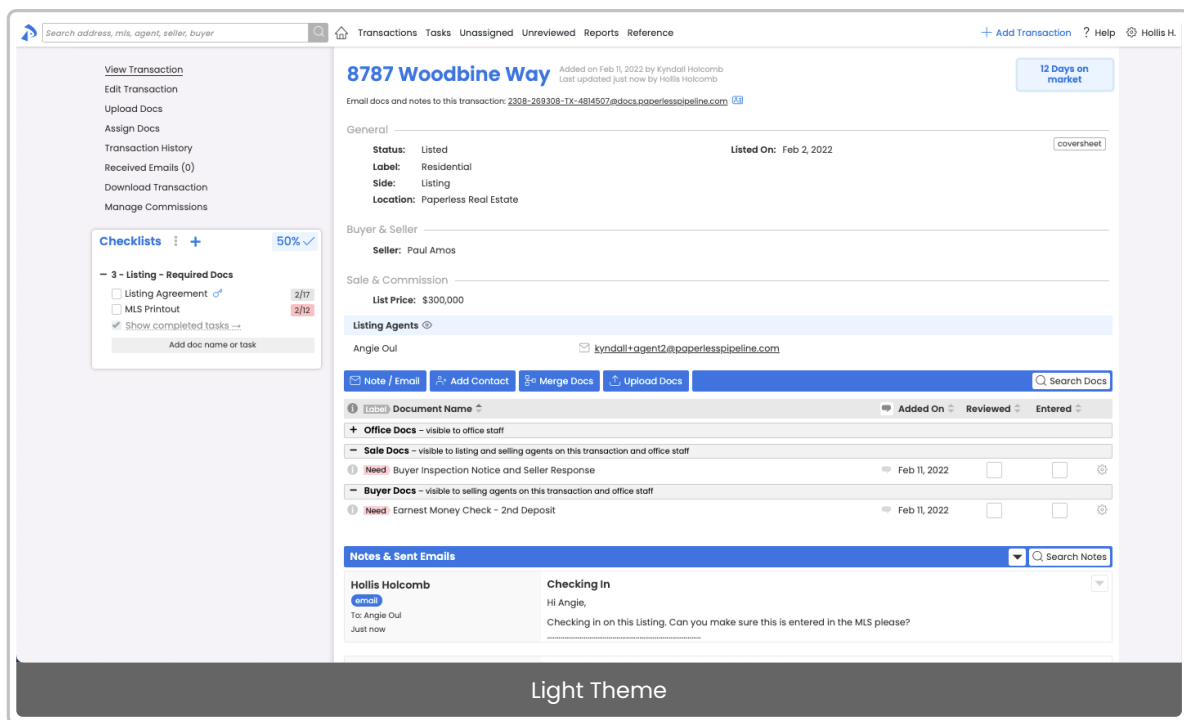 Search address, mls, agent, seller, buyer
Transactions Tasks Unassigned Unreviewed Reports Reference
+ Add Transaction ? Help Hollis H.
View Transaction
Edit Transaction
Upload Docs
Assign Docs
Transaction History
Received Emails (0)
Download Transaction
Manage Commissions
Checklists + 50%
– 3 - Listing - Required Docs
Listing Agreement 2/17
MLS Printout 2/12
Show completed tasks →
Add doc name or task
8787 Woodbine Way
Added on Feb 11, 2022 by Kyndall Holcomb
Last updated just now by Hollis Holcomb
12 Days on
market
Email docs and notes to this transaction: 2308-269308-TX-4814507@docs.paperlesspipeline.com
General
Status: Listed
Listed On: Feb 2, 2022
coversheet
Label: Residential
Side: Listing
Location: Paperless Real Estate
Buyer & Seller
Seller: Paul Amos
Sale & Commission
List Price: $300,000
Listing Agents
Angie Oul kyndall+agent2@paperlesspipeline.com
Note / Email Add Contact Merge Docs Upload Docs Search Docs
Label Document Name Added On Reviewed Entered
+ Office Docs – visible to office staff
– Sale Docs – visible to listing and selling agents on this transaction and office staff
Need Buyer Inspection Notice and Seller Response Feb 11, 2022
– Buyer Docs – visible to selling agents on this transaction and office staff
Need Earnest Money Check - 2nd Deposit Feb 11, 2022
Notes & Sent Emails Search Notes
Hollis Holcomb
email
To: Angie Oul
Just now
Checking In
Hi Angie,
Checking in on this Listing. Can you make sure this is entered in the MLS please?
Light Theme